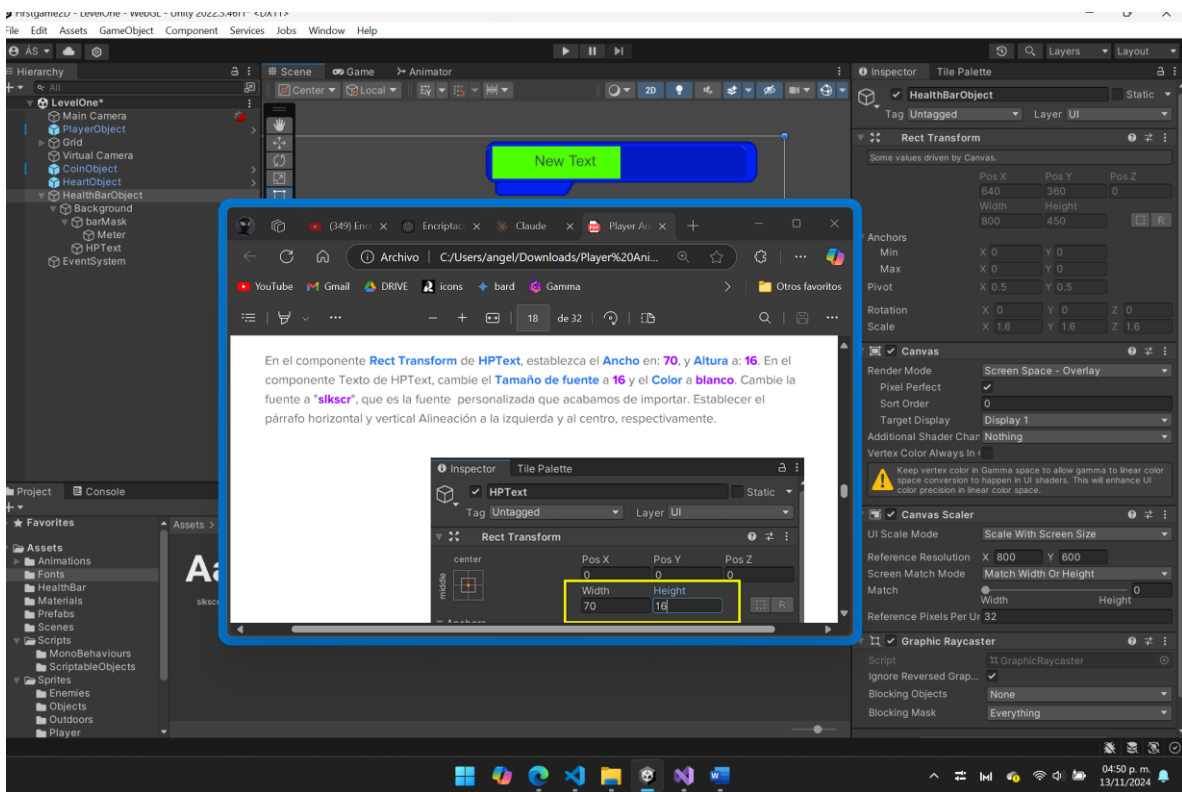 Firstgame2D - LevelOne - WebGL - Unity 2022.3.46f1* <DX11>
File Edit Assets GameObject Component Services Jobs Window Help
ÁS
Layers Layout
Hierarchy
All
LevelOne*
Main Camera
PlayerObject
Grid
Virtual Camera
CoinObject
HeartObject
HealthBarObject
Background
barMask
Meter
HPText
EventSystem
Scene Game Animator
Center Local 2D
New Text
(349) Enc Encriptac Claude Player An
Archivo C:/Users/angel/Downloads/Player%20Ani...
YouTube Gmail DRIVE icons bard Gamma Otros favoritos
18 de 32
En el componente Rect Transform de HPText, establezca el Ancho en: 70, y Altura a: 16. En el
componente Texto de HPText, cambie el Tamaño de fuente a 16 y el Color a blanco. Cambie la
fuente a "slkscr", que es la fuente personalizada que acabamos de importar. Establecer el
párrafo horizontal y vertical Alineación a la izquierda y al centro, respectivamente.
Inspector Tile Palette
HPText Static
Tag Untagged Layer UI
Rect Transform
center Pos X Pos Y Pos Z
middle 0 0 0
Width Height
70 16 R
Anchors
Project Console
Favorites
Assets >
Assets
Animations
Fonts
HealthBar
Materials
Prefabs
Scenes
Scripts
MonoBehaviours
ScriptableObjects
Sprites
Enemies
Objects
Outdoors
Player
Inspector Tile Palette
HealthBarObject Static
Tag Untagged Layer UI
Rect Transform
Some values driven by Canvas.
Pos X Pos Y Pos Z
640 360 0
Width Height
800 450 R
Anchors
Min X 0 Y 0
Max X 0 Y 0
Pivot X 0.5 Y 0.5
Rotation X 0 Y 0 Z 0
Scale X 1.6 Y 1.6 Z 1.6
Canvas
Render Mode Screen Space - Overlay
Pixel Perfect
Sort Order 0
Target Display Display 1
Additional Shader Char Nothing
Vertex Color Always In
Keep vertex color in Gamma space to allow gamma to linear color
space conversion to happen in UI shaders. This will enhance UI
color precision in linear color space.
Canvas Scaler
UI Scale Mode Scale With Screen Size
Reference Resolution X 800 Y 600
Screen Match Mode Match Width Or Height
Match 0
Width Height
Reference Pixels Per Ur 32
Graphic Raycaster
Script GraphicRaycaster
Ignore Reversed Grap...
Blocking Objects None
Blocking Mask Everything
04:50 p. m.
13/11/2024